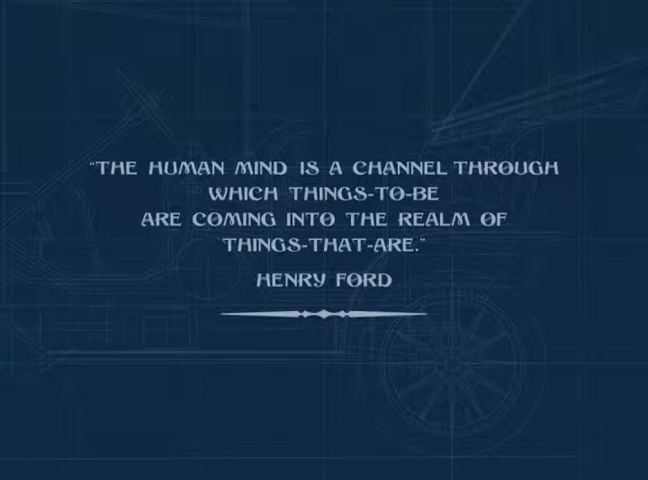 "THE HUMAN MIND IS A CHANNEL THROUGH
WHICH THINGS-TO-BE
ARE COMING INTO THE REALM OF
THINGS-THAT-ARE."
HENRY FORD